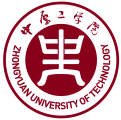 中原工学院
ZHONGYUAN UNIVERSITY OF TECHNOLOGY